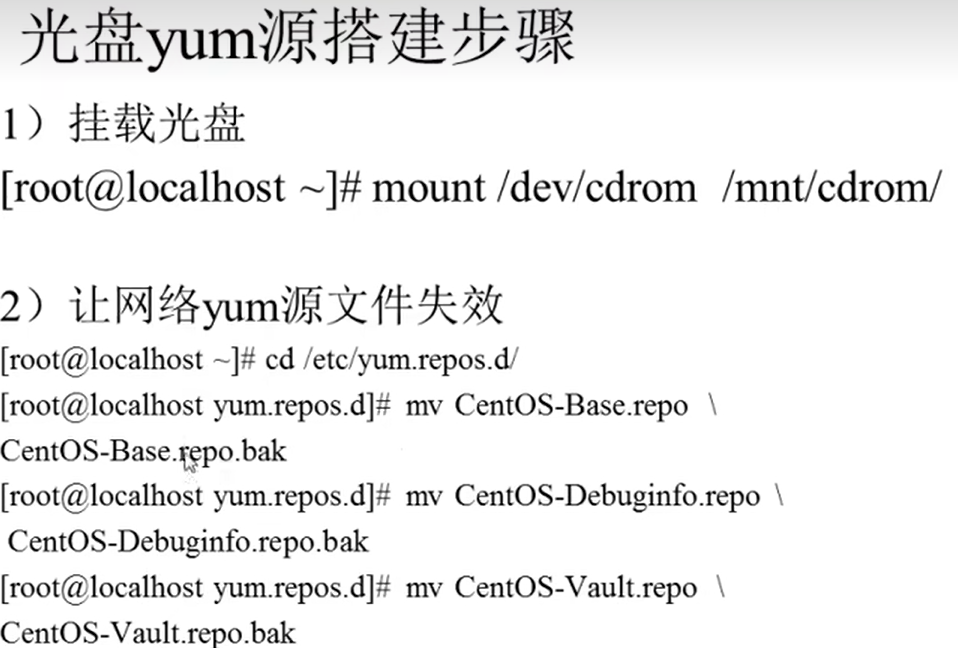 光盘yum源搭建步骤
1）挂载光盘
[root@localhost ~]# mount /dev/cdrom /mnt/cdrom/
2）让网络yum源文件失效
[root@localhost ~]# cd /etc/yum.repos.d/
[root@localhost yum.repos.d]# mv CentOS-Base.repo \
CentOS-Base.repo.bak
[root@localhost yum.repos.d]# mv CentOS-Debuginfo.repo \
CentOS-Debuginfo.repo.bak
[root@localhost yum.repos.d]# mv CentOS-Vault.repo \
CentOS-Vault.repo.bak